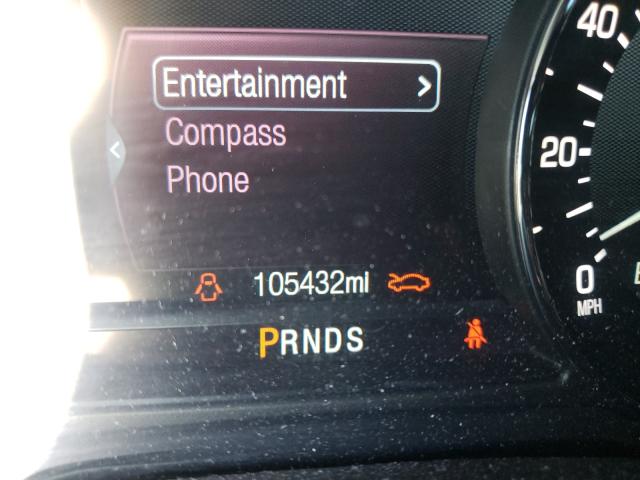 Entertainment >
Compass
Phone
105432mi
PRNDS
40
20
0
MPH